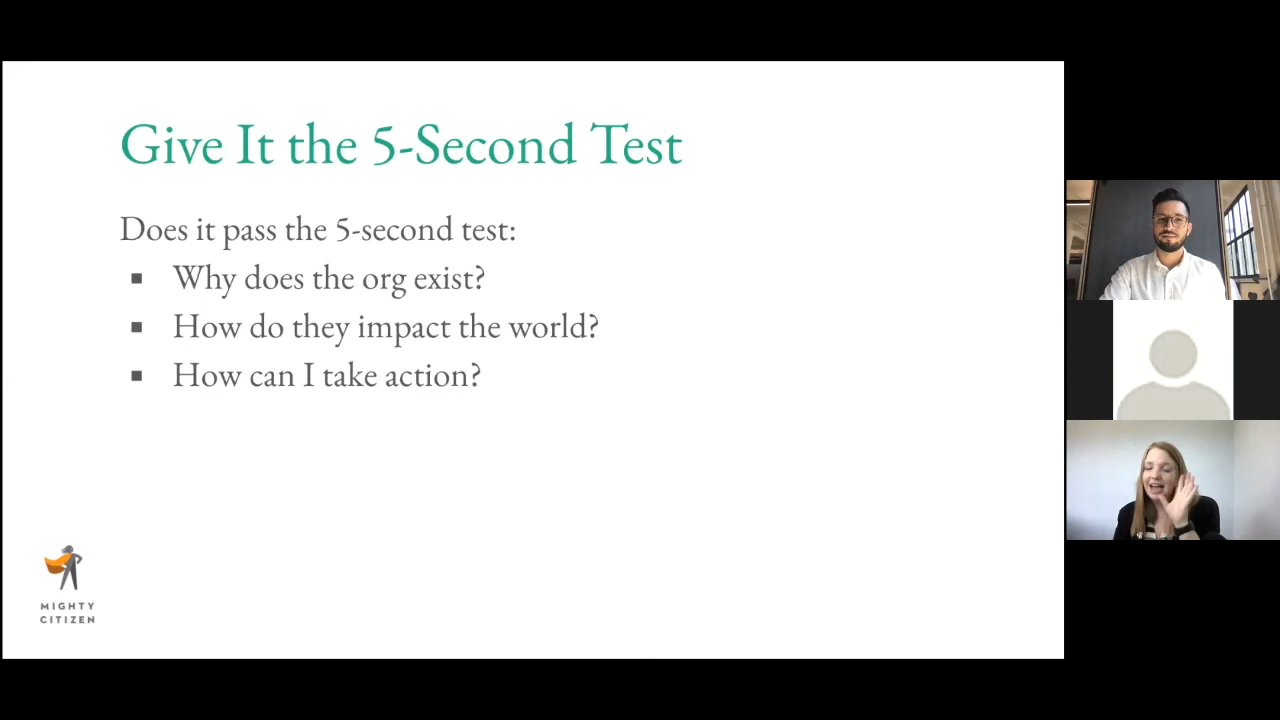 Give It the 5-Second Test
Does it pass the 5-second test:
▪ Why does the org exist?
▪ How do they impact the world?
▪ How can I take action?
MIGHTY
CITIZEN